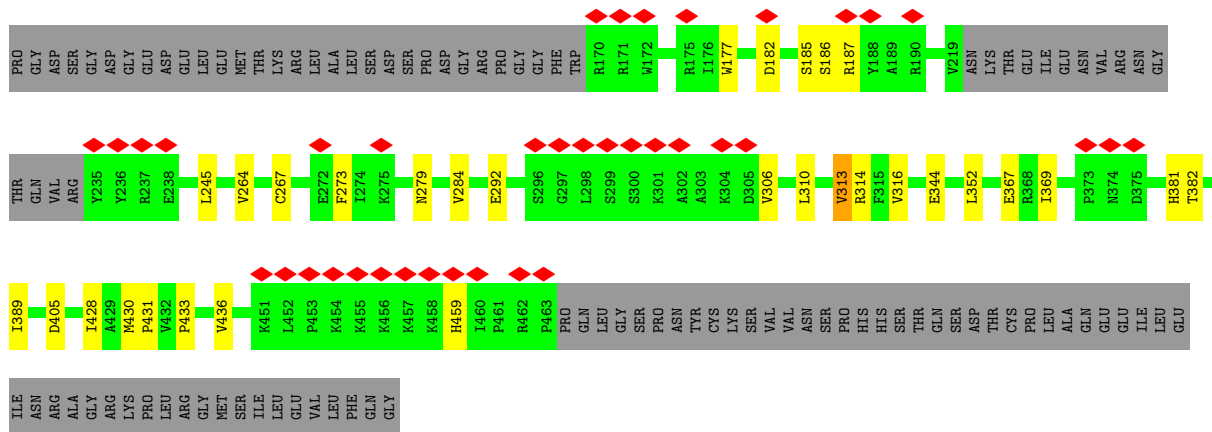 PRO GLY ASP SER GLY ASP GLY GLU ASP GLU LEU GLU MET THR LYS ARG LEU ALA LEU SER ASP SER PRO ASP GLY ARG PRO GLY GLY PHE TRP R170 R171 W172 R175 I176 W177 D182 S185 S186 R187 Y188 A189 R190 V219 ASN LYS THR GLU ILE GLU ASN VAL ARG ASN GLY
THR GLN VAL ARG Y235 Y236 R237 E238 L245 V264 C267 E272 F273 I274 K275 N279 V284 E292 S296 G297 L298 S299 S300 K301 A302 A303 K304 D305 V306 L310 V313 R314 F315 V316 E344 L352 E367 R368 I369 P373 N374 D375 H381 T382
I389 D405 I428 A429 M430 P431 V432 P433 V436 K451 L452 P453 K454 K455 K456 K457 K458 H459 I460 P461 R462 P463 PRO GLN LEU GLY SER PRO ASN TYR CYS LYS SER VAL VAL ASN SER PRO HIS HIS SER THR GLN SER ASP THR CYS PRO LEU ALA GLN GLU GLU ILE LEU GLU
ILE ASN ARG ALA GLY ARG LYS PRO LEU ARG GLY MET SER ILE LEU GLU VAL LEU PHE GLN GLY